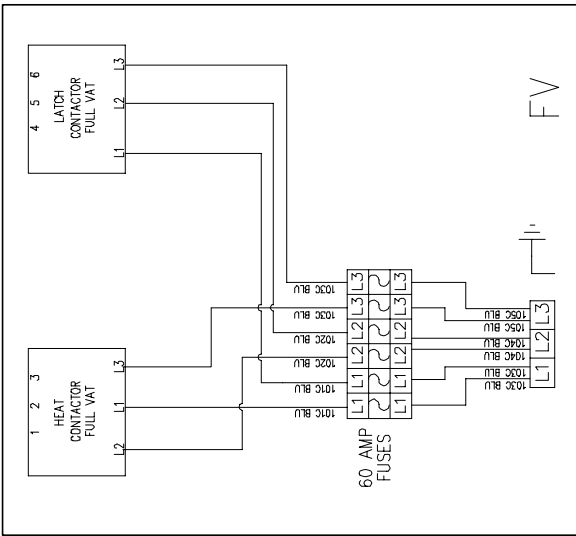 4 5 6
LATCH
CONTACTOR
FULL VAT
L1 L2 L3
1 2 3
HEAT
CONTACTOR
FULL VAT
L2 L1 L3
101C BLU
101C BLU
102C BLU
102C BLU
103C BLU
103C BLU
L1 L1 L2 L2 L3 L3
L1 L1 L2 L2 L3 L3
60 AMP
FUSES
103C BLU
103C BLU
104C BLU
104C BLU
105C BLU
105C BLU
L1 L2 L3
FV